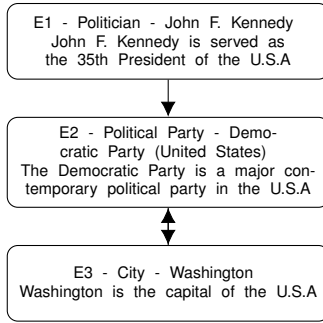 E1 - Politician - John F. Kennedy
John F. Kennedy is served as
the 35th President of the U.S.A
E2 - Political Party - Demo-
cratic Party (United States)
The Democratic Party is a major con-
temporary political party in the U.S.A
E3 - City - Washington
Washington is the capital of the U.S.A